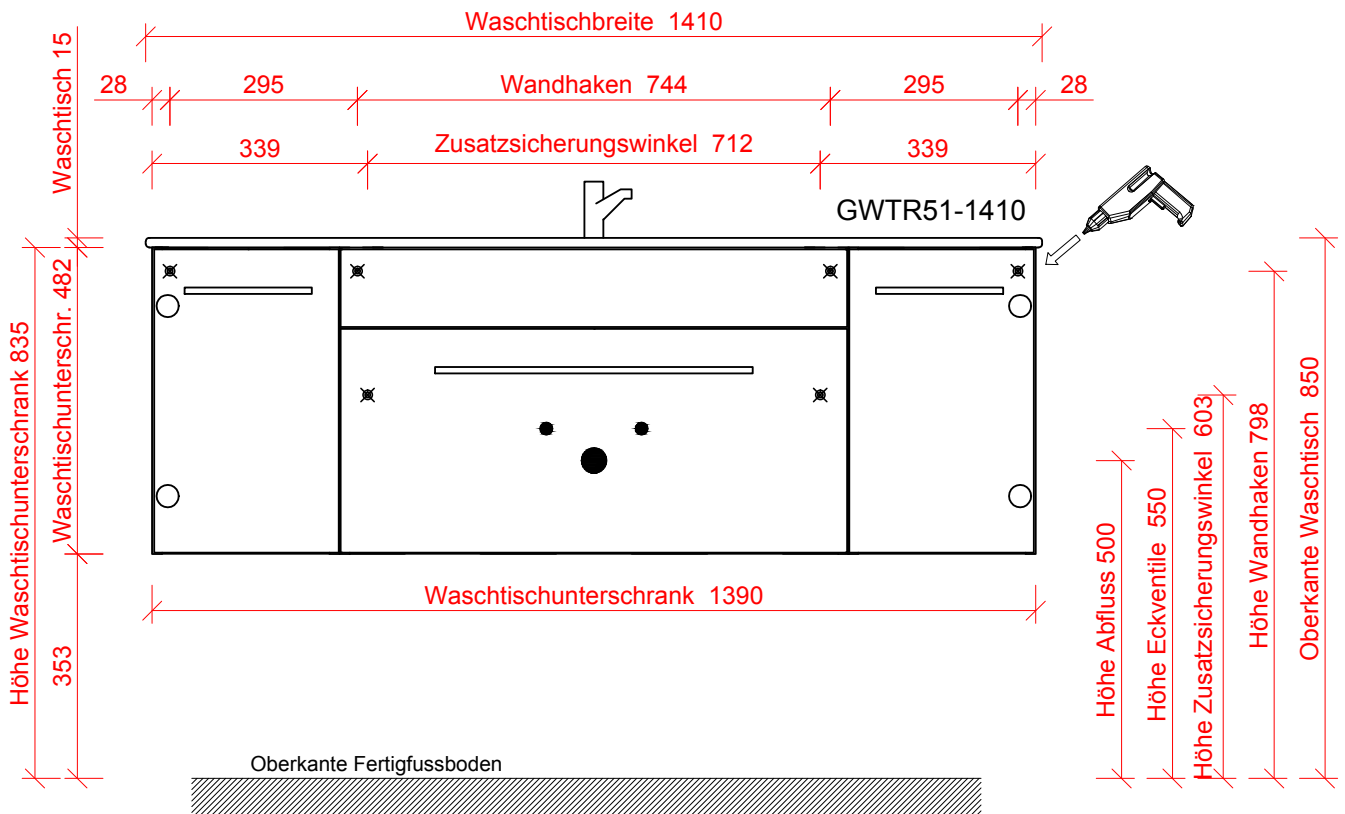 Waschtischbreite 1410
Waschtisch 15
28
295
Wandhaken 744
295
28
339
Zusatzsicherungswinkel 712
339
GWTR51-1410
Höhe Waschtischunterschrank 835
Waschtischunterschr. 482
353
Waschtischunterschrank 1390
Höhe Abfluss 500
Höhe Eckventile 550
Höhe Zusatzsicherungswinkel 603
Höhe Wandhaken 798
Oberkante Waschtisch 850
Oberkante Fertigfussboden